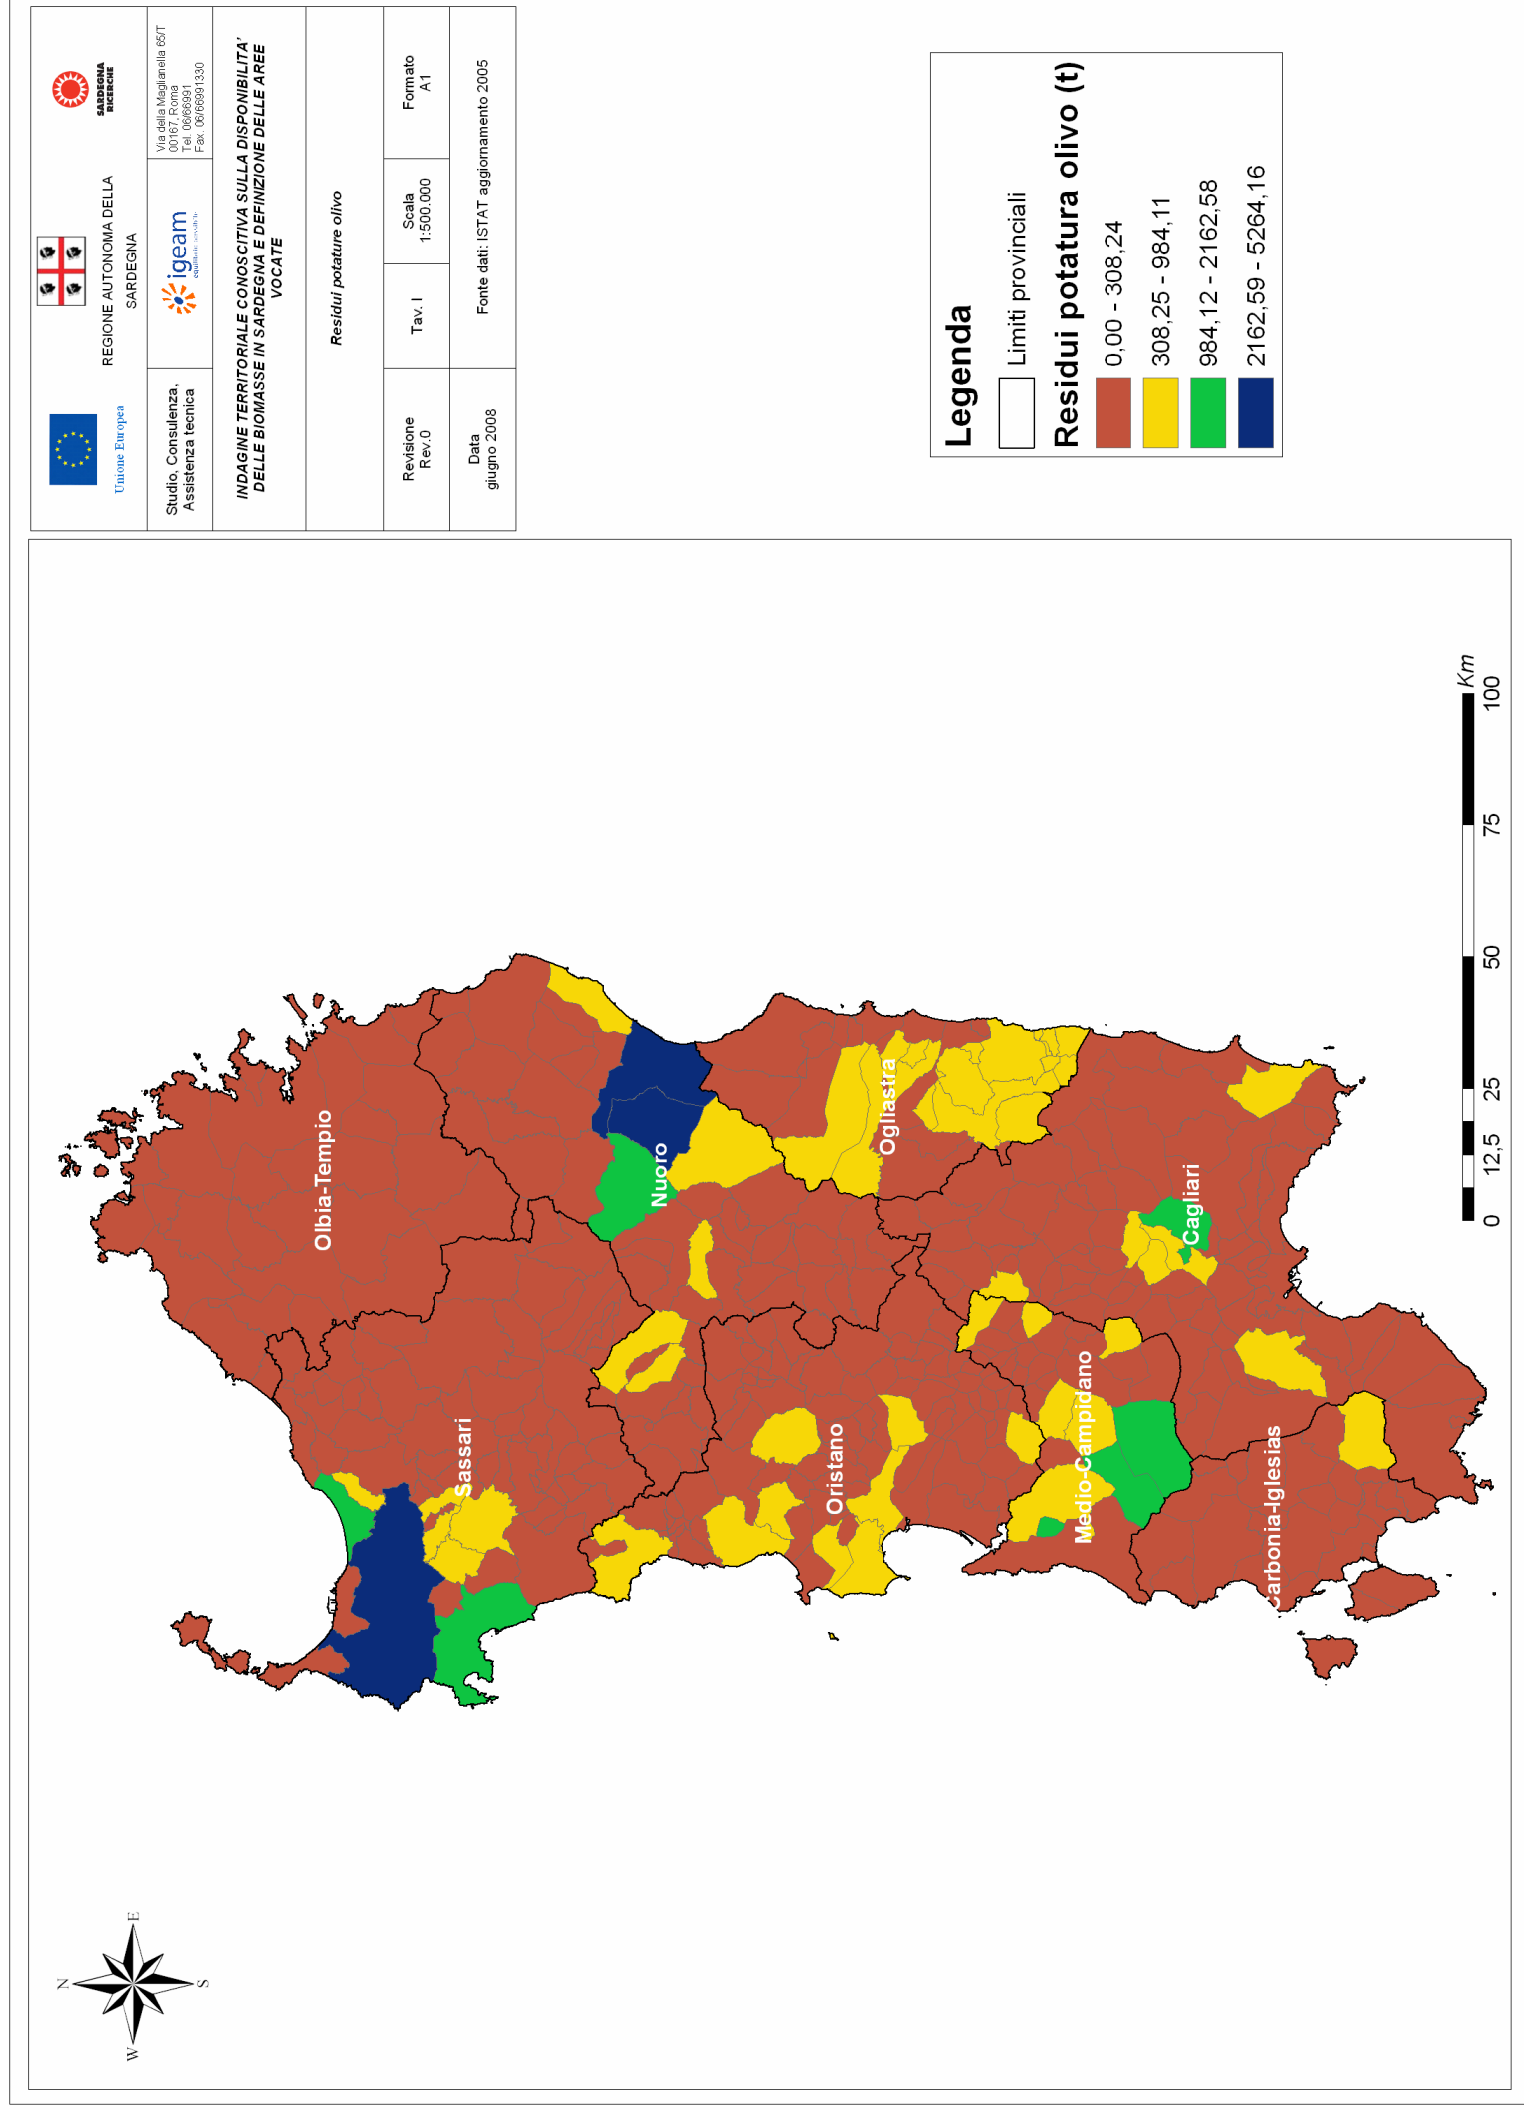 Unione Europea
REGIONE AUTONOMA DELLA
SARDEGNA
SARDEGNA
RICERCHE
Studio, Consulenza,
Assistenza tecnica
igeam
Via della Maglianella 65/T
00167, Roma
Tel. 06/66991
Fax. 06/66991330
INDAGINE TERRITORIALE CONOSCITIVA SULLA DISPONIBILITA'
DELLE BIOMASSE IN SARDEGNA E DEFINIZIONE DELLE AREE
VOCATE
Residui potature olivo
Revisione
Rev.0
Tav. I
Scala
1:500.000
Formato
A1
Data
giugno 2008
Fonte dati: ISTAT aggiornamento 2005
Legenda
Limiti provinciali
Residui potatura olivo (t)
0,00 - 308,24
308,25 - 984,11
984,12 - 2162,58
2162,59 - 5264,16
N
W
E
S
Olbia-Tempio
Sassari
Nuoro
Oristano
Ogliastra
Medio-Campidano
Cagliari
Carbonia-Iglesias
Km
0
12,5
25
50
75
100